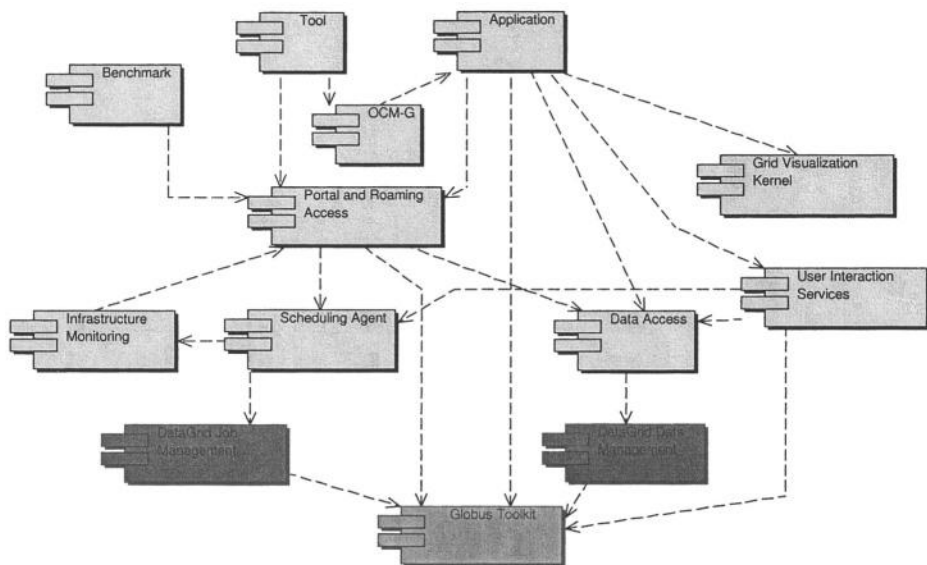 Tool
Application
Benchmark
OCM-G
Grid Visualization
Kernel
Portal and Roaming
Access
User Interaction
Services
Infrastructure
Monitoring
Scheduling Agent
Data Access
DataGrid Job
Management
DataGrid Data
Management
Globus Toolkit